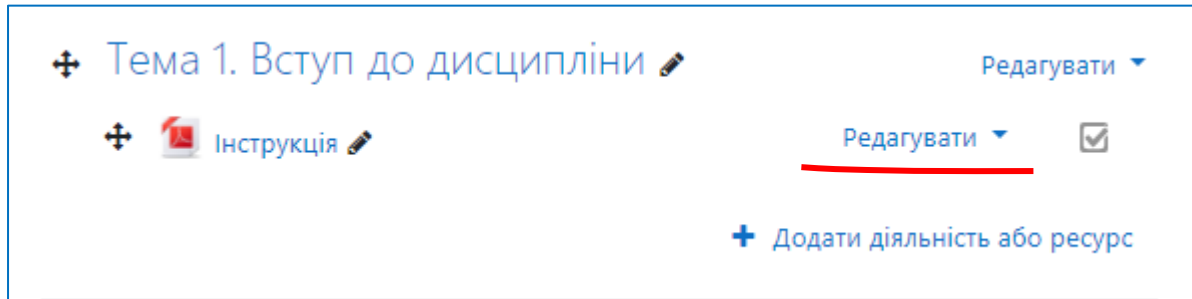 Тема 1. Вступ до дисципліни Редагувати
Інструкція Редагувати
Додати діяльність або ресурс